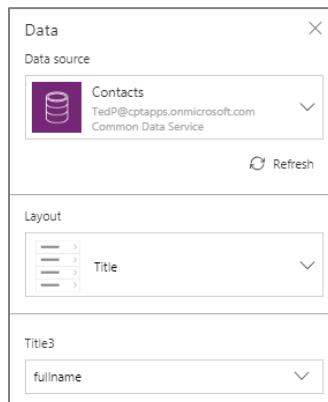 Data
Data source
Contacts
TedP@cptapps.onmicrosoft.com
Common Data Service
Refresh
Layout
Title
Title3
fullname